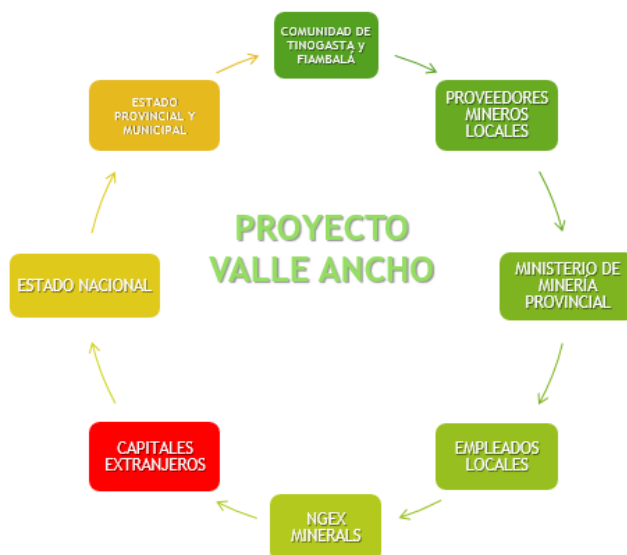 COMUNIDAD DE
TINOGASTA y
FIAMBALÁ
PROVEEDORES
MINEROS
LOCALES
MINISTERIO DE
MINERÍA
PROVINCIAL
EMPLEADOS
LOCALES
NGEX
MINERALS
CAPITALES
EXTRANJEROS
ESTADO NACIONAL
ESTADO
PROVINCIAL Y
MUNICIPAL
PROYECTO
VALLE ANCHO